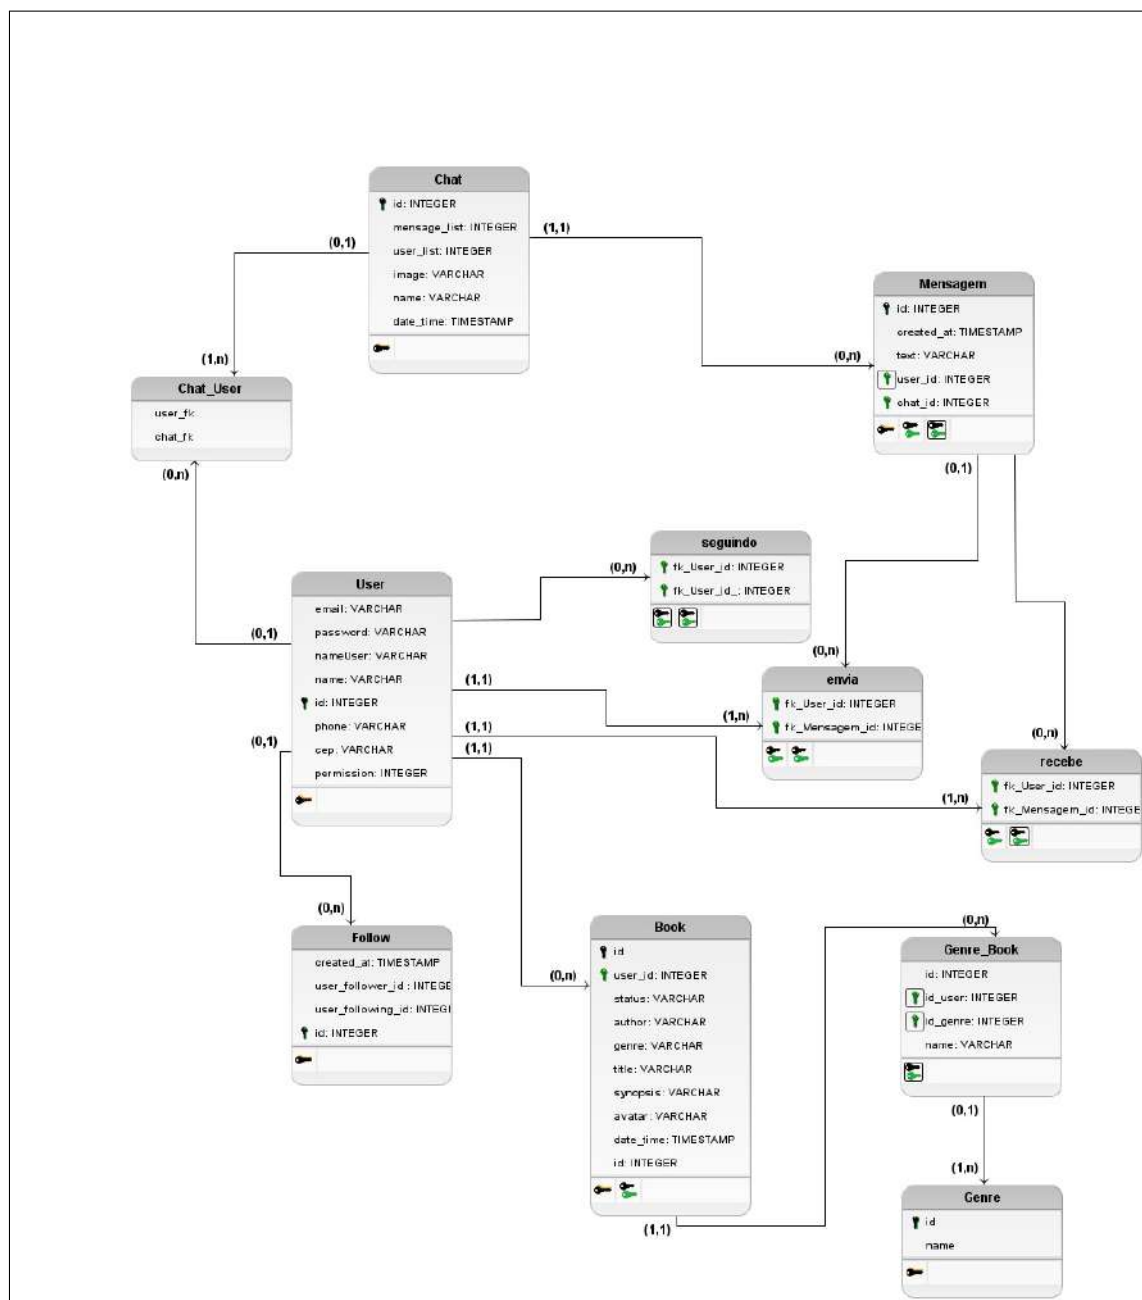 Chat
id: INTEGER
mensage_list: INTEGER
user_list: INTEGER
image: VARCHAR
name: VARCHAR
date_time: TIMESTAMP
(0,1)
(1,1)
Mensagem
id: INTEGER
created_at: TIMESTAMP
text: VARCHAR
user_id: INTEGER
chat_id: INTEGER
(0,n)
(0,1)
(1,n)
Chat_User
user_fk
chat_fk
(0,n)
seguindo
fk_User_id: INTEGER
fk_User_id_: INTEGER
(0,n)
User
email: VARCHAR
password: VARCHAR
nameUser: VARCHAR
name: VARCHAR
id: INTEGER
phone: VARCHAR
cep: VARCHAR
permission: INTEGER
(0,1)
(0,1)
(1,1)
(1,1)
(1,1)
(0,n)
envia
fk_User_id: INTEGER
fk_Mensagem_id: INTEGE
(1,n)
(0,n)
recebe
fk_User_id: INTEGER
fk_Mensagem_id: INTEGE
(1,n)
(0,n)
Follow
created_at: TIMESTAMP
user_follower_id : INTEGE
user_following_id: INTEGI
id: INTEGER
(0,n)
Book
id
user_id: INTEGER
status: VARCHAR
author: VARCHAR
genre: VARCHAR
title: VARCHAR
synopsis: VARCHAR
avatar: VARCHAR
date_time: TIMESTAMP
id: INTEGER
(1,1)
(0,n)
Genre_Book
id: INTEGER
id_user: INTEGER
id_genre: INTEGER
name: VARCHAR
(0,1)
(1,n)
Genre
id
name